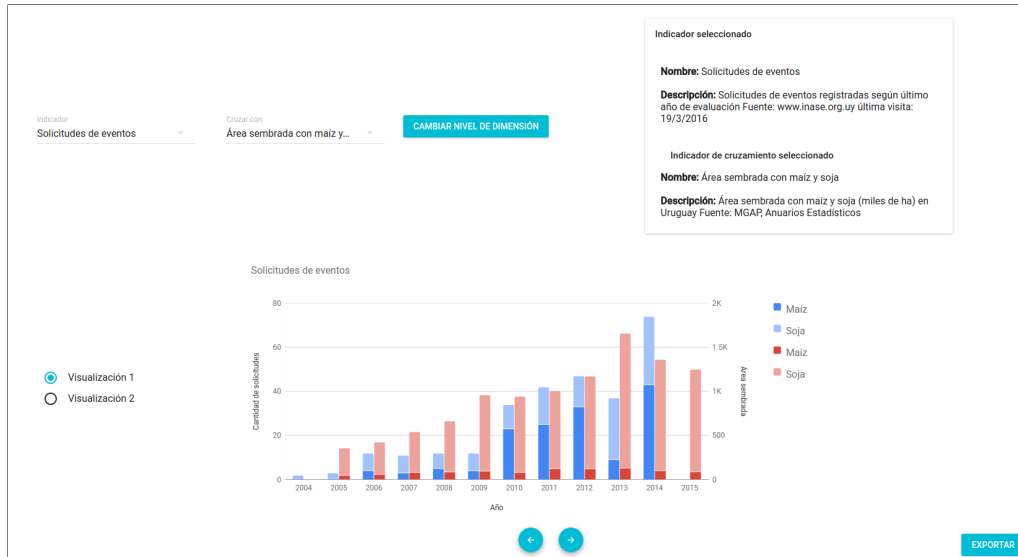 Indicador seleccionado
Nombre: Solicitudes de eventos
Descripción: Solicitudes de eventos registradas según último
año de evaluación Fuente: www.inase.org.uy última visita:
19/3/2016
Indicador de cruzamiento seleccionado
Nombre: Área sembrada con maíz y soja
Descripción: Área sembrada con maíz y soja (miles de ha) en
Uruguay Fuente: MGAP, Anuarios Estadísticos
Indicador
Solicitudes de eventos
Cruzar con
Área sembrada con maíz y...
CAMBIAR NIVEL DE DIMENSIÓN
Visualización 1
Visualización 2
Solicitudes de eventos
Cantidad de solicitudes
80
60
40
20
0
2K
1.5K
1K
500
0
Área sembrada
2004 2005 2006 2007 2008 2009 2010 2011 2012 2013 2014 2015
Año
Maíz
Soja
Maíz
Soja
EXPORTAR